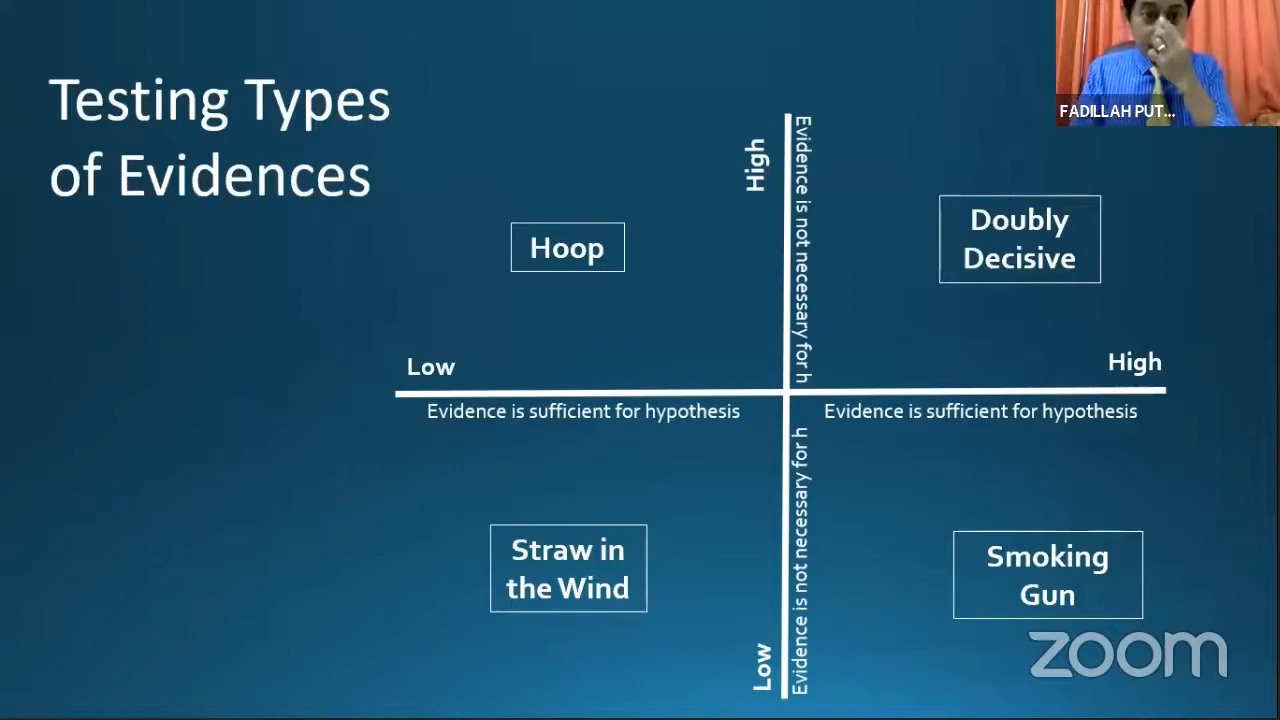 Testing Types
of Evidences
FADILLAH PUT...
High
Evidence is not necessary for h
Hoop
Doubly
Decisive
Low
High
Evidence is sufficient for hypothesis
Evidence is sufficient for hypothesis
Evidence is not necessary for h
Straw in
the Wind
Smoking
Gun
Low
zoom